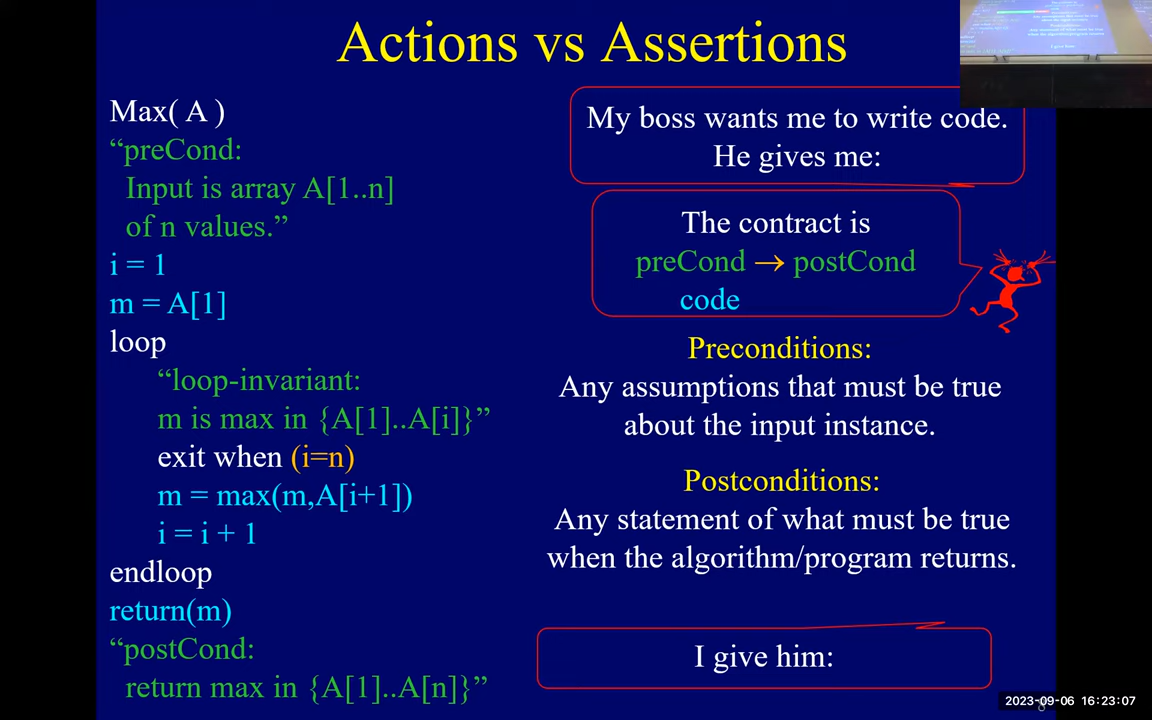 Actions vs Assertions
Max( A )
“preCond:
Input is array A[1..n]
of n values.”
i = 1
m = A[1]
loop
“loop-invariant:
m is max in {A[1]..A[i]}”
exit when (i=n)
m = max(m,A[i+1])
i = i + 1
endloop
return(m)
“postCond:
return max in {A[1]..A[n]}”
My boss wants me to write code.
He gives me:
The contract is
preCond → postCond
code
Preconditions:
Any assumptions that must be true
about the input instance.
Postconditions:
Any statement of what must be true
when the algorithm/program returns.
I give him:
2023-09-06 16:23:07
8